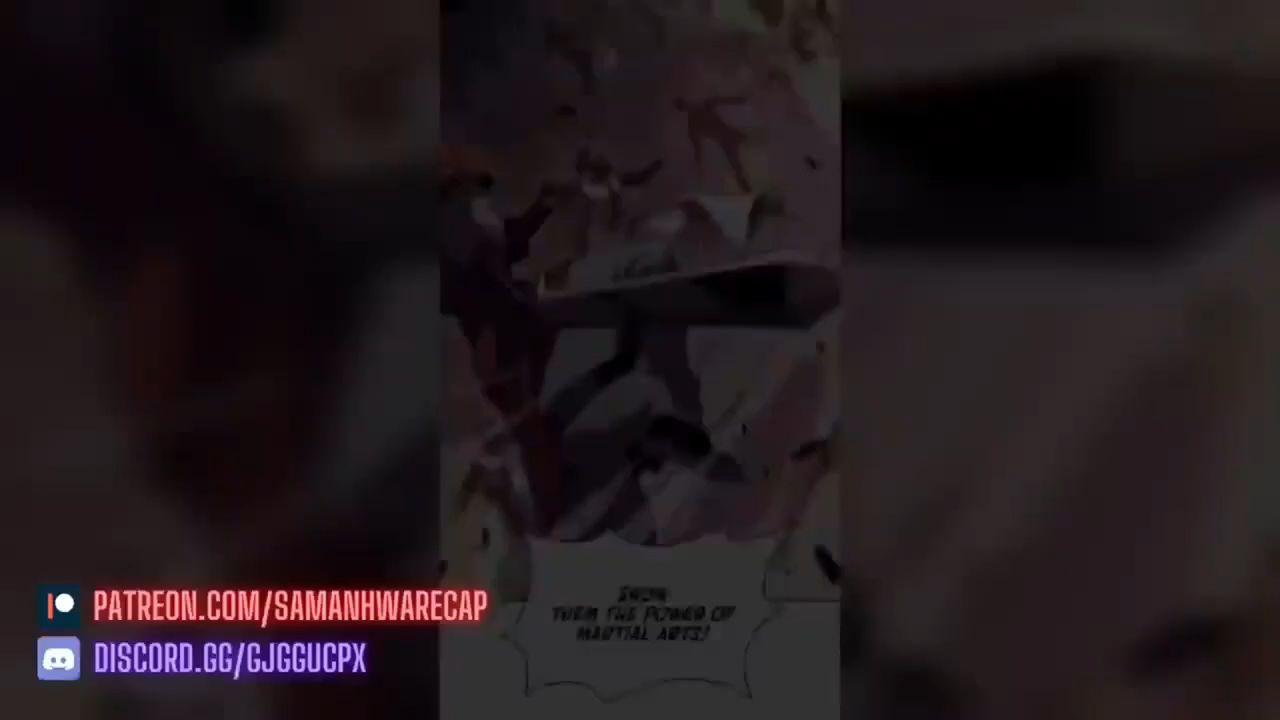 PATREON.COM/SAMANHWARECAP
DISCORD.GG/GJGGUCPX
SHOW
THEM THE POWER OF
MARTIAL ARTS!